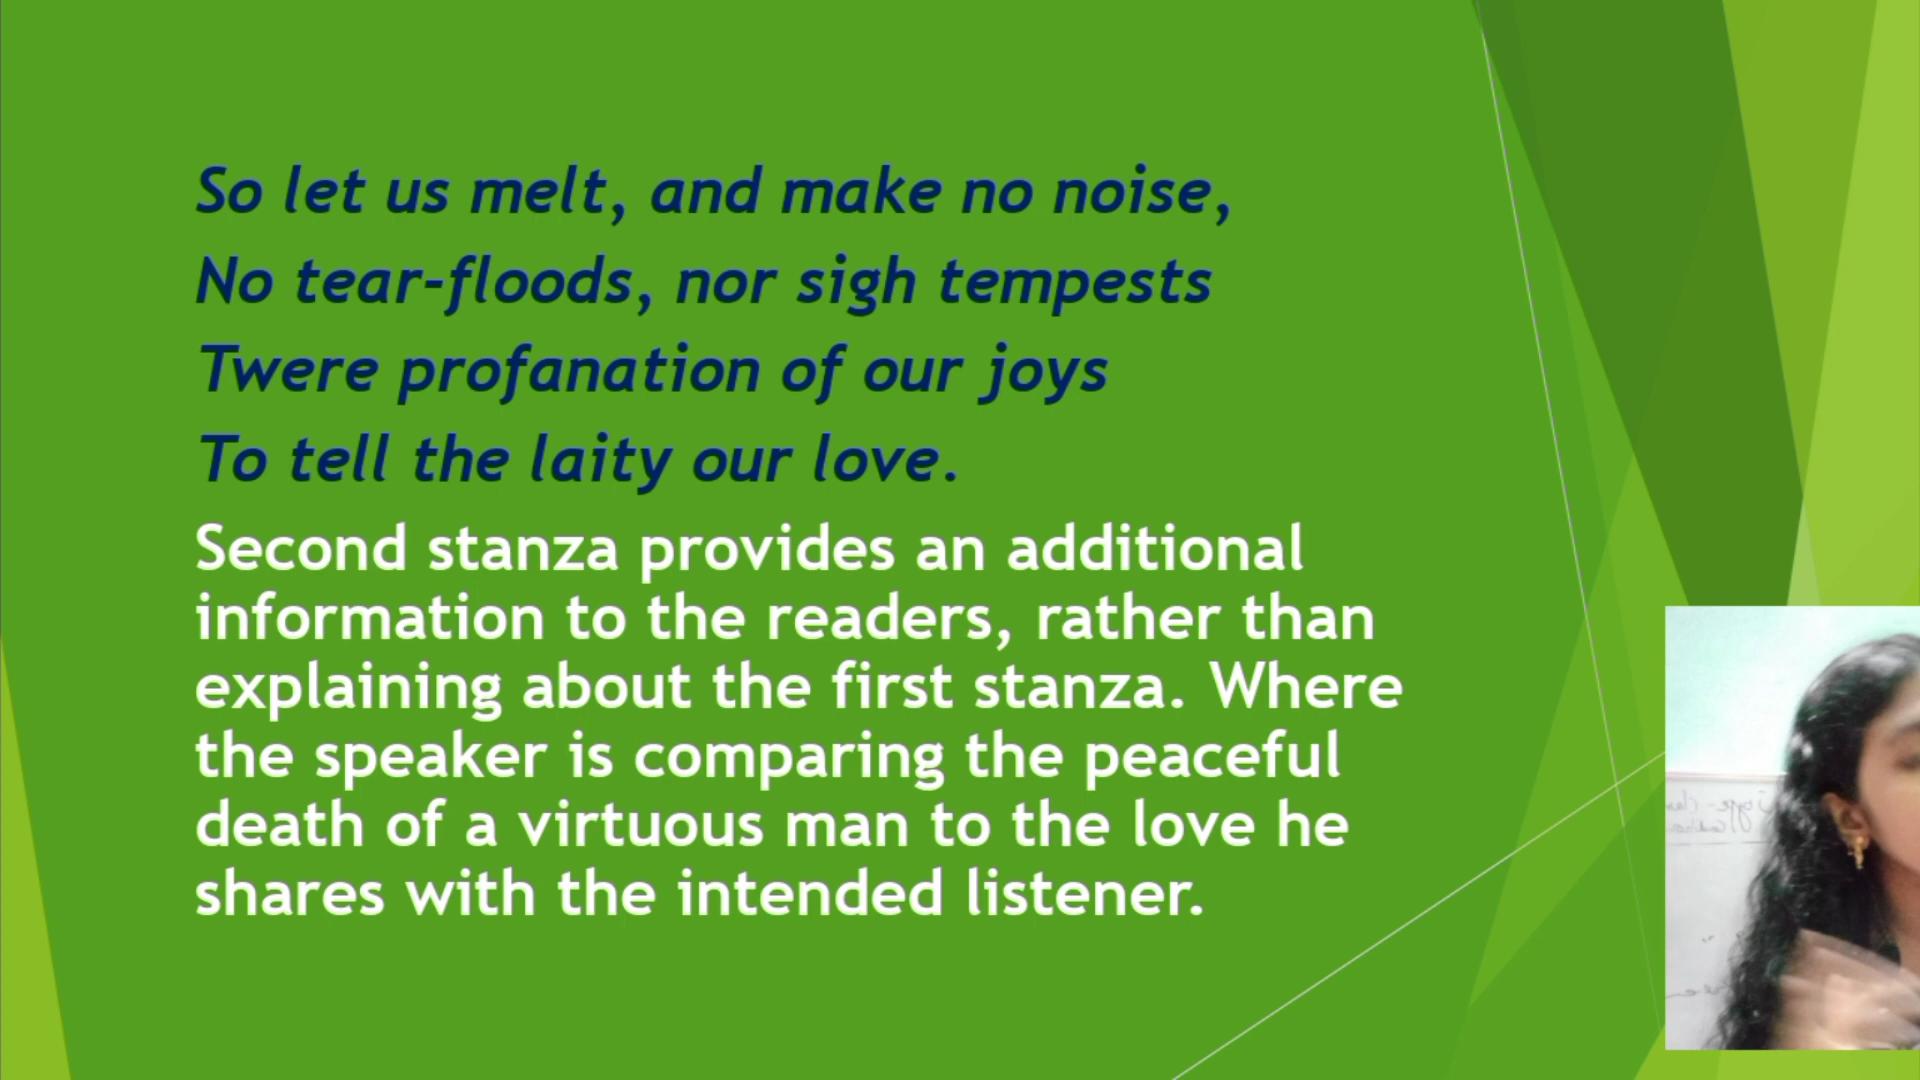 So let us melt, and make no noise,
No tear-floods, nor sigh tempests
Twere profanation of our joys
To tell the laity our love.
Second stanza provides an additional
information to the readers, rather than
explaining about the first stanza. Where
the speaker is comparing the peaceful
death of a virtuous man to the love he
shares with the intended listener.